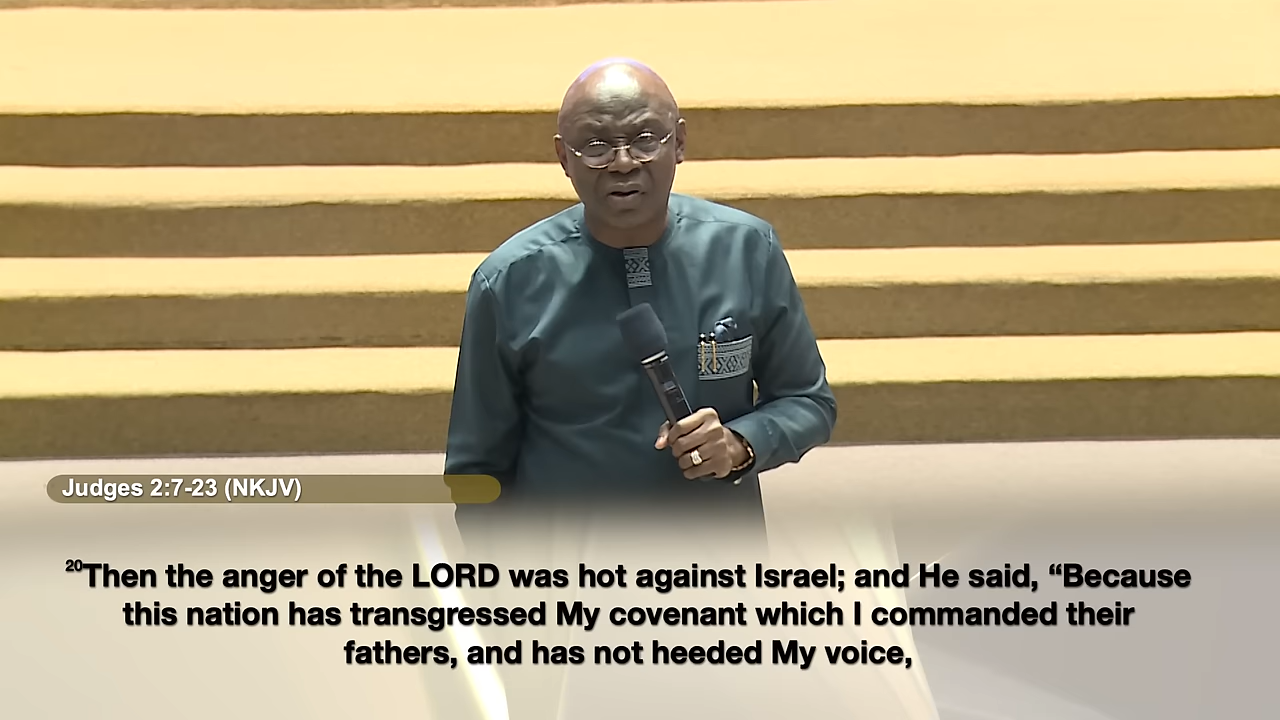 Judges 2:7-23 (NKJV)
20Then the anger of the LORD was hot against Israel; and He said, “Because
this nation has transgressed My covenant which I commanded their
fathers, and has not heeded My voice,